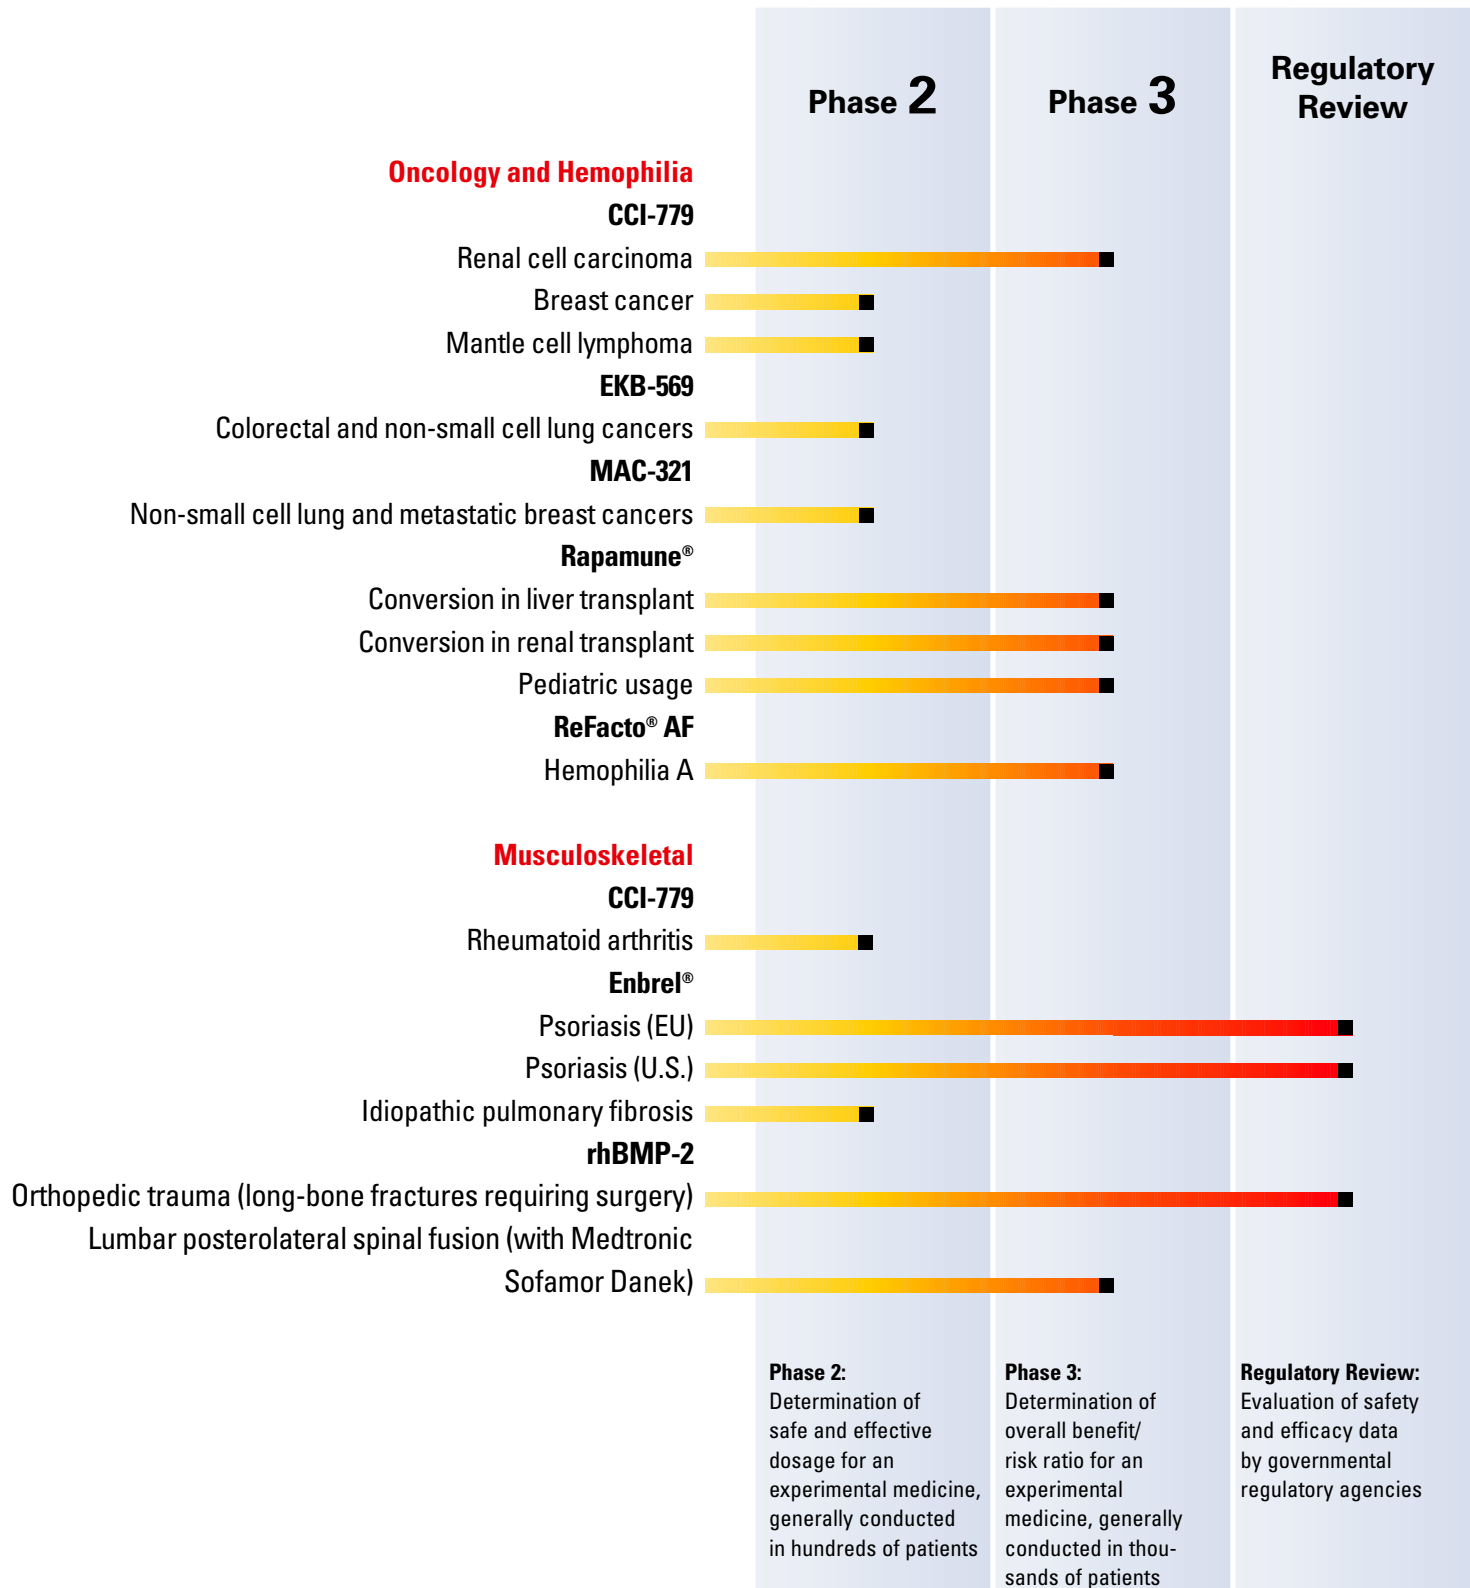 Phase 2
Phase 3
Regulatory
Review
Oncology and Hemophilia
CCI-779
Renal cell carcinoma
Breast cancer
Mantle cell lymphoma
EKB-569
Colorectal and non-small cell lung cancers
MAC-321
Non-small cell lung and metastatic breast cancers
Rapamune®
Conversion in liver transplant
Conversion in renal transplant
Pediatric usage
ReFacto® AF
Hemophilia A
Musculoskeletal
CCI-779
Rheumatoid arthritis
Enbrel®
Psoriasis (EU)
Psoriasis (U.S.)
Idiopathic pulmonary fibrosis
rhBMP-2
Orthopedic trauma (long-bone fractures requiring surgery)
Lumbar posterolateral spinal fusion (with Medtronic
Sofamor Danek)
Phase 2:
Determination of
safe and effective
dosage for an
experimental medicine,
generally conducted
in hundreds of patients
Phase 3:
Determination of
overall benefit/
risk ratio for an
experimental
medicine, generally
conducted in thou-
sands of patients
Regulatory Review:
Evaluation of safety
and efficacy data
by governmental
regulatory agencies